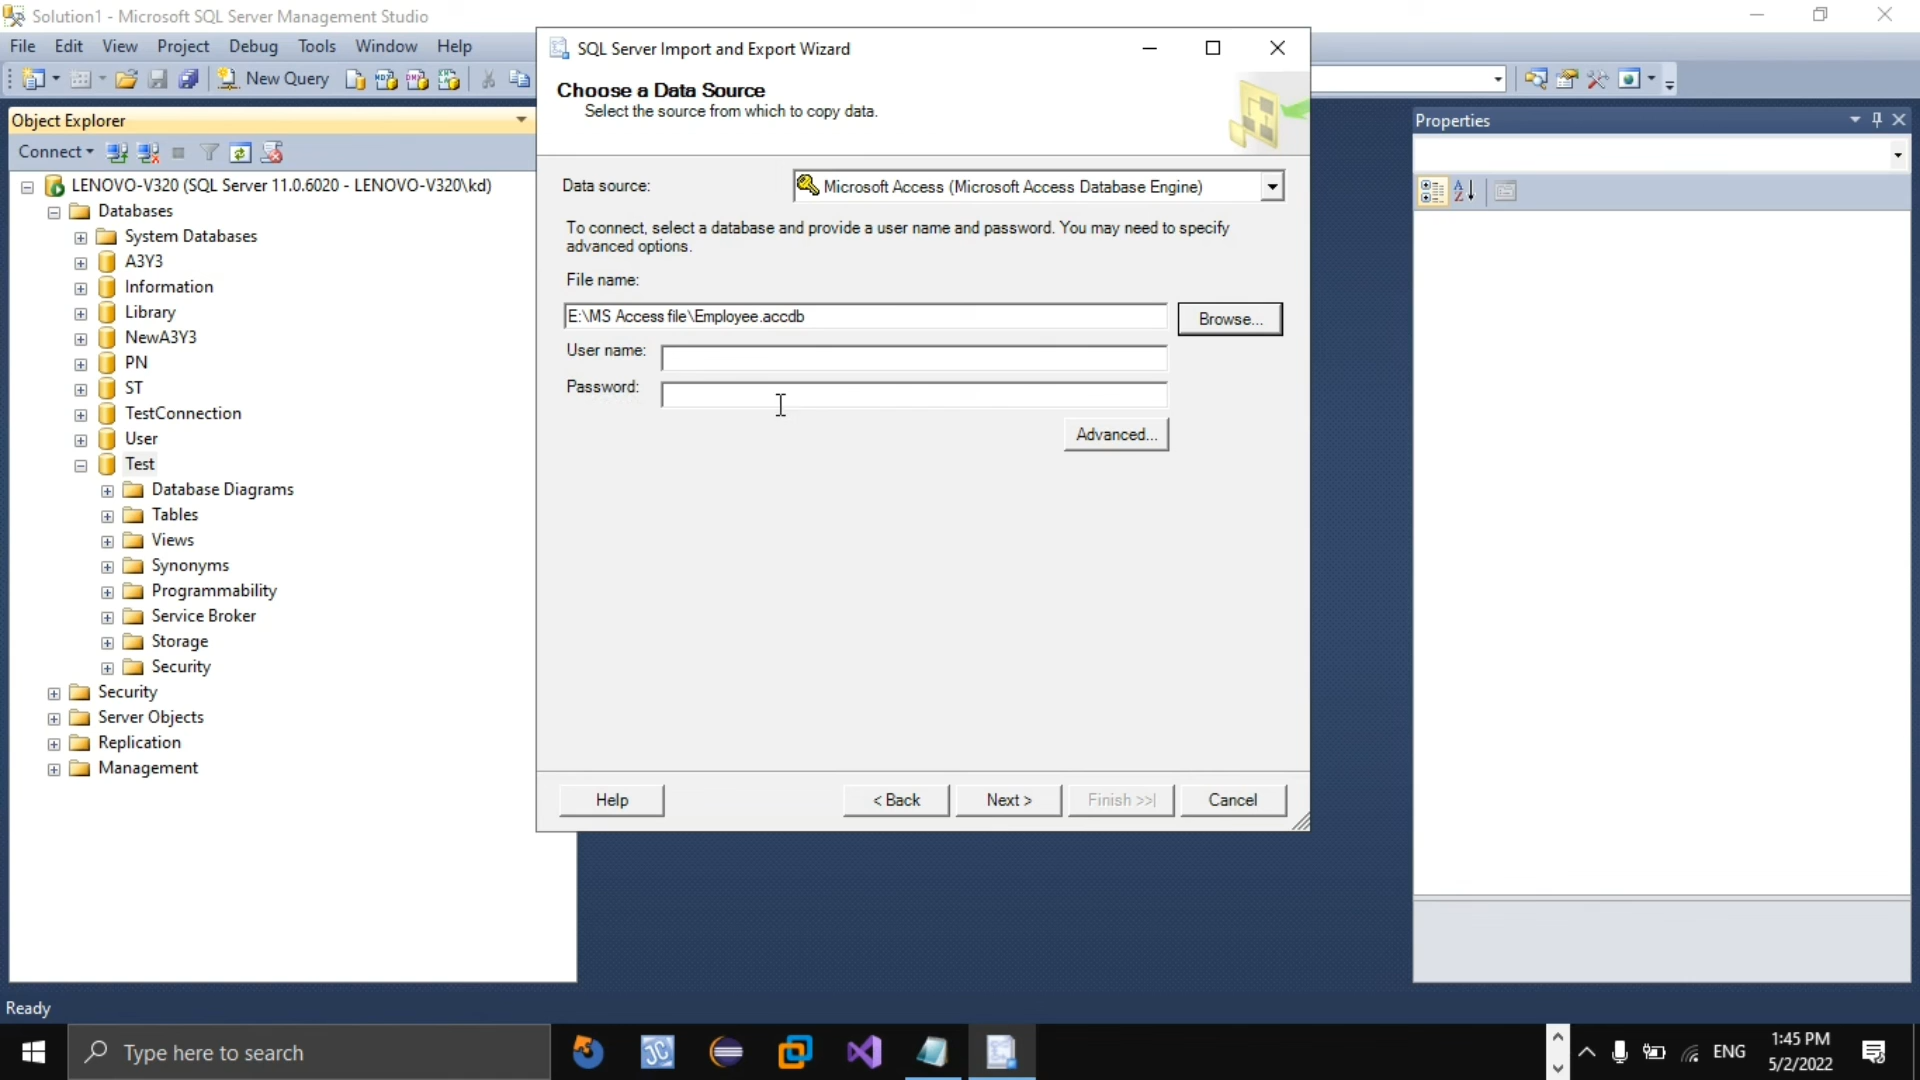 Solution1 - Microsoft SQL Server Management Studio
File Edit View Project Debug Tools Window Help
New Query
Object Explorer
Connect
LENOVO-V320 (SQL Server 11.0.6020 - LENOVO-V320\kd)
Databases
System Databases
A3Y3
Information
Library
NewA3Y3
PN
ST
TestConnection
User
Test
Database Diagrams
Tables
Views
Synonyms
Programmability
Service Broker
Storage
Security
Security
Server Objects
Replication
Management
SQL Server Import and Export Wizard
Choose a Data Source
Select the source from which to copy data.
Data source: Microsoft Access (Microsoft Access Database Engine)
To connect, select a database and provide a user name and password. You may need to specify
advanced options.
File name:
E:\MS Access file\Employee.accdb Browse...
User name:
Password:
Advanced...
Help < Back Next > Finish >>| Cancel
Properties
Ready
Type here to search
JC
ENG
1:45 PM
5/2/2022